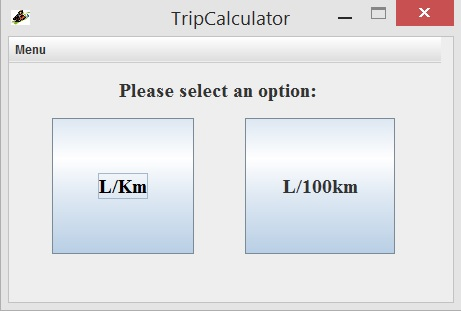 TripCalculator
Menu
Please select an option:
L/Km
L/100km